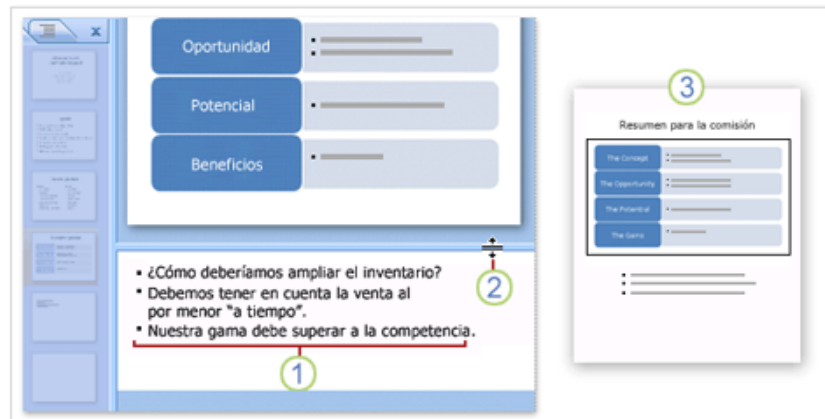 x
Oportunidad
Potencial
Beneficios
▪ ¿Cómo deberíamos ampliar el inventario?
▪ Debemos tener en cuenta la venta al
por menor “a tiempo”.
▪ Nuestra gama debe superar a la competencia.
1
2
3
Resumen para la comisión
The Concept
The Opportunity
The Potential
The Gains